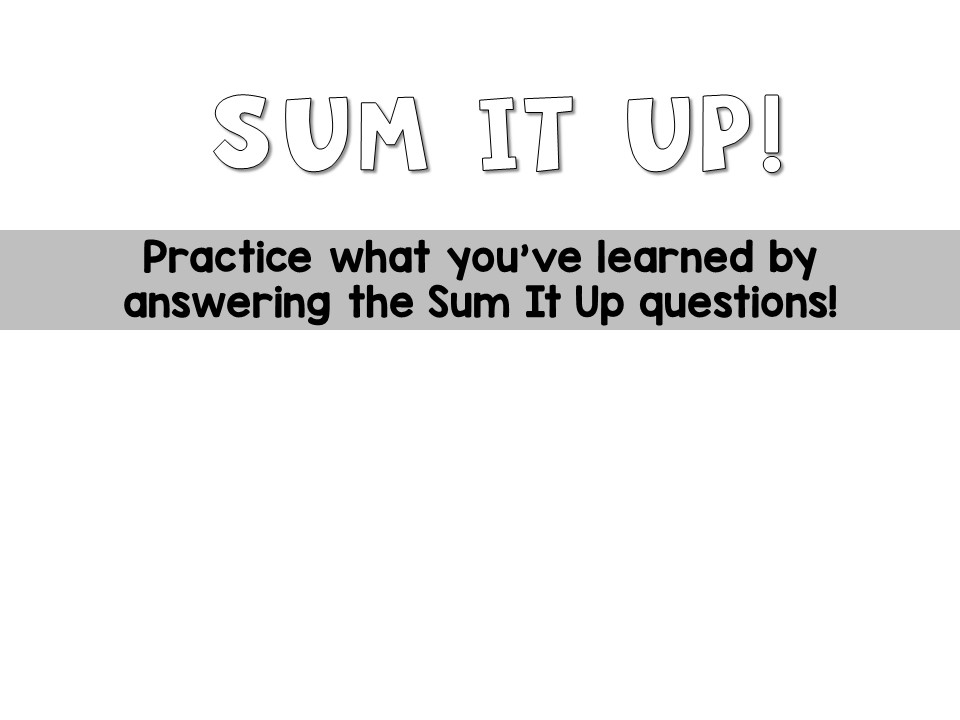 SUM IT UP!
Practice what you've learned by
answering the Sum It Up questions!